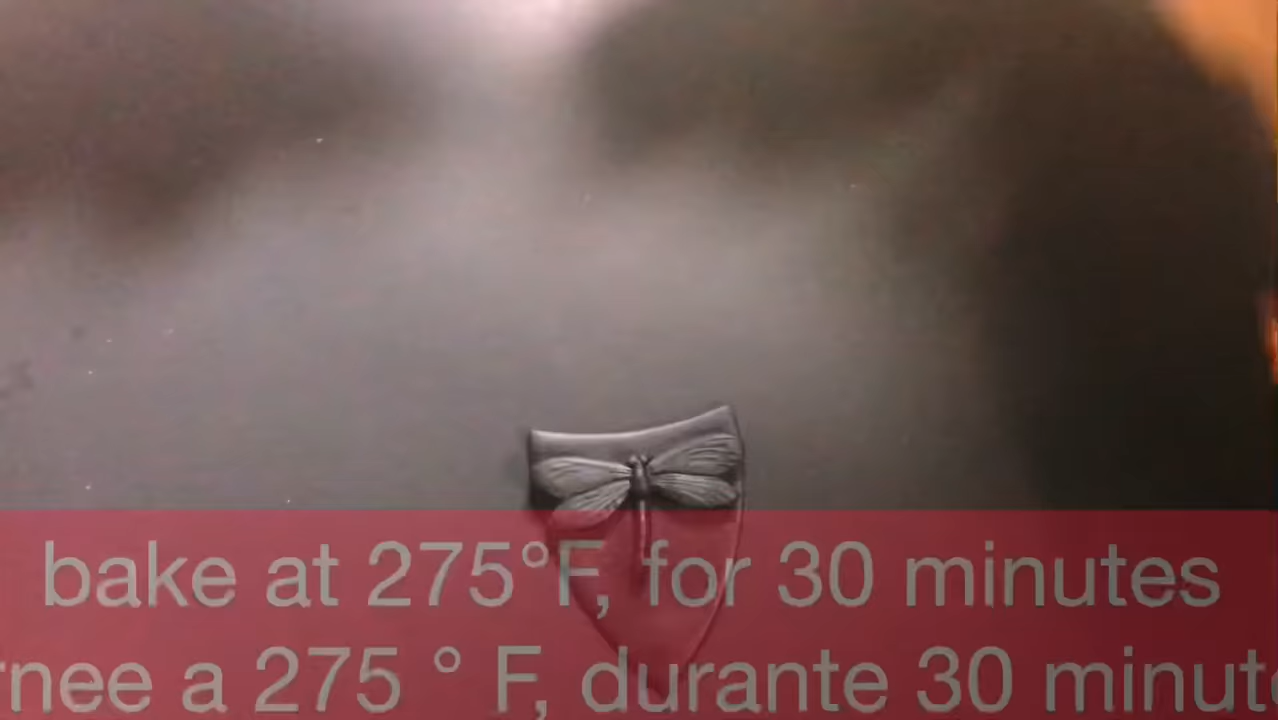 bake at 275°F, for 30 minutes
rnee a 275 ° F, durante 30 minut